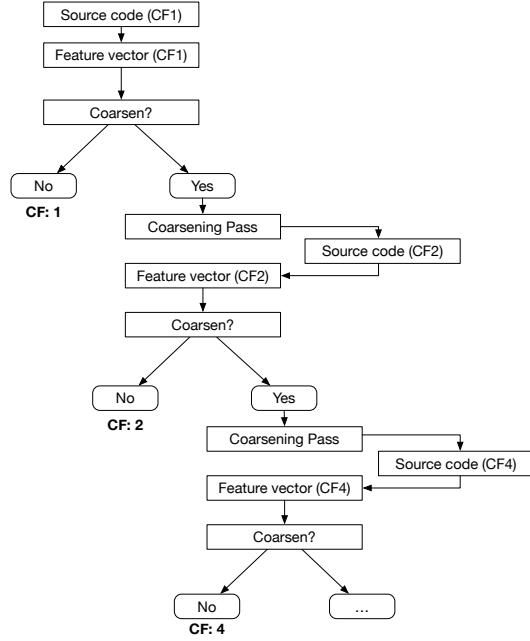 Source code (CF1)
Feature vector (CF1)
Coarsen?
No
Yes
CF: 1
Coarsening Pass
Source code (CF2)
Feature vector (CF2)
Coarsen?
No
Yes
CF: 2
Coarsening Pass
Source code (CF4)
Feature vector (CF4)
Coarsen?
No
...
CF: 4